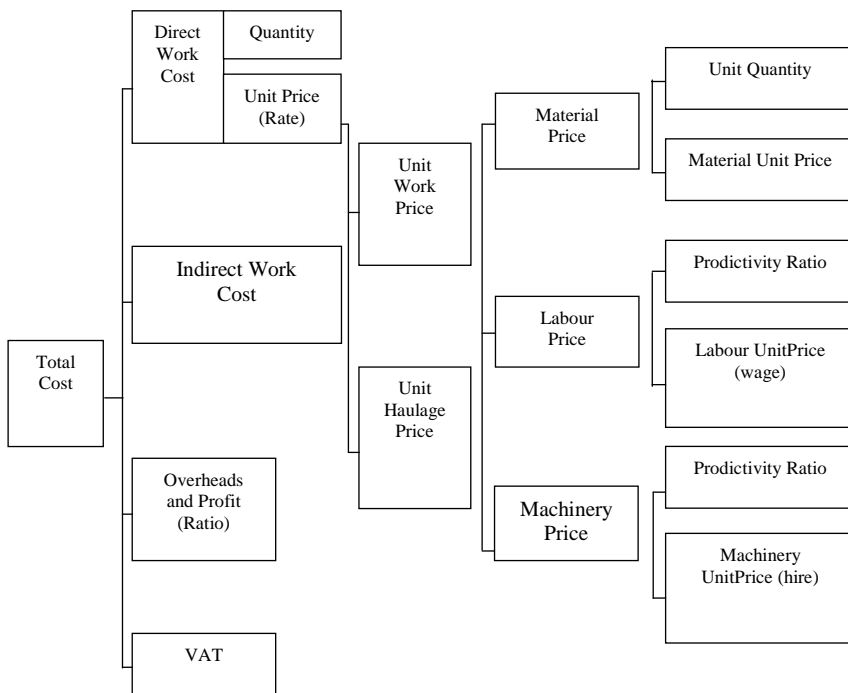 Direct
Work
Cost
Quantity
Unit Price
(Rate)
Indirect Work
Cost
Total
Cost
Overheads
and Profit
(Ratio)
VAT
Unit
Work
Price
Unit
Haulage
Price
Material
Price
Labour
Price
Machinery
Price
Unit Quantity
Material Unit Price
Prodictivity Ratio
Labour UnitPrice
(wage)
Prodictivity Ratio
Machinery
UnitPrice (hire)